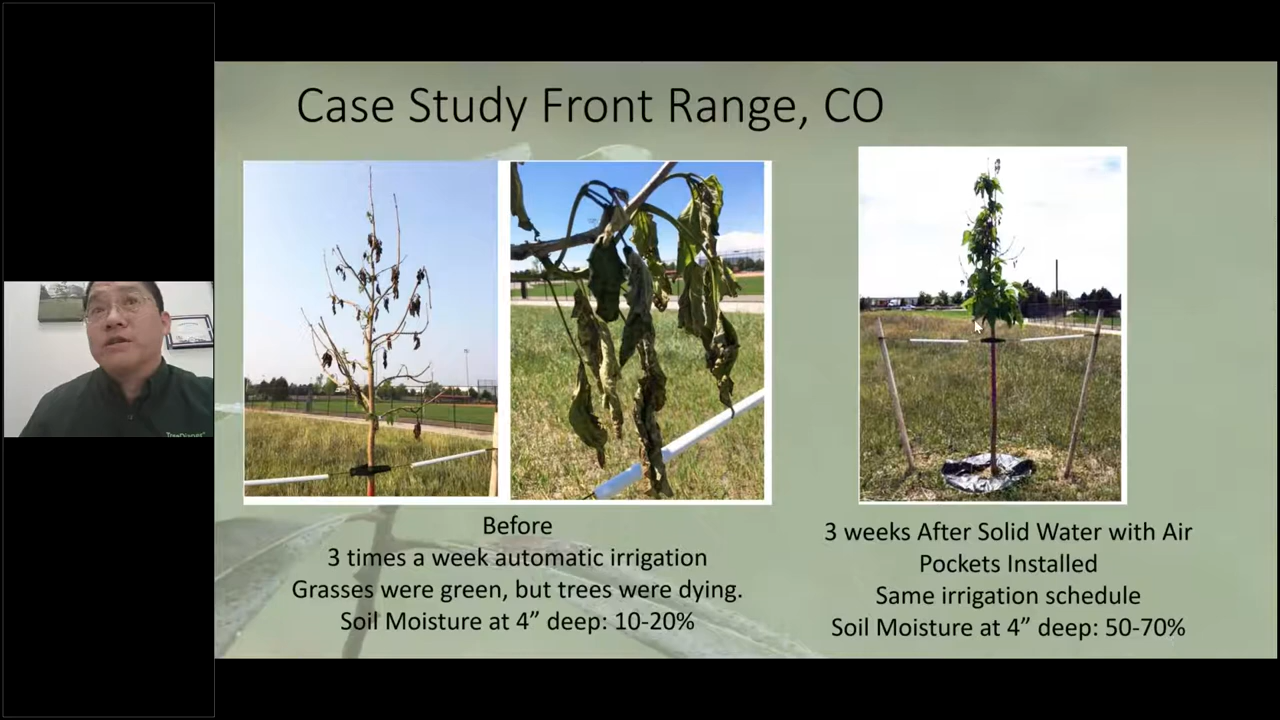 Case Study Front Range, CO
Before
3 times a week automatic irrigation
Grasses were green, but trees were dying.
Soil Moisture at 4” deep: 10-20%
3 weeks After Solid Water with Air
Pockets Installed
Same irrigation schedule
Soil Moisture at 4” deep: 50-70%